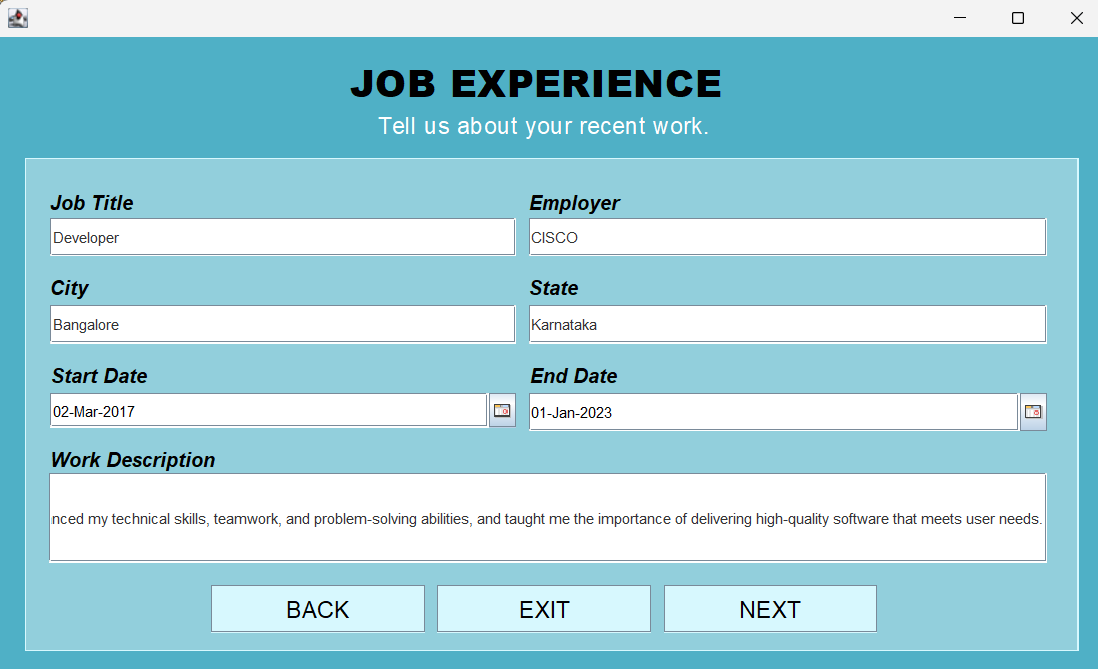 JOB EXPERIENCE
Tell us about your recent work.
Job Title
Employer
Developer
CISCO
City
State
Bangalore
Karnataka
Start Date
End Date
02-Mar-2017
01-Jan-2023
Work Description
nced my technical skills, teamwork, and problem-solving abilities, and taught me the importance of delivering high-quality software that meets user needs.
BACK
EXIT
NEXT